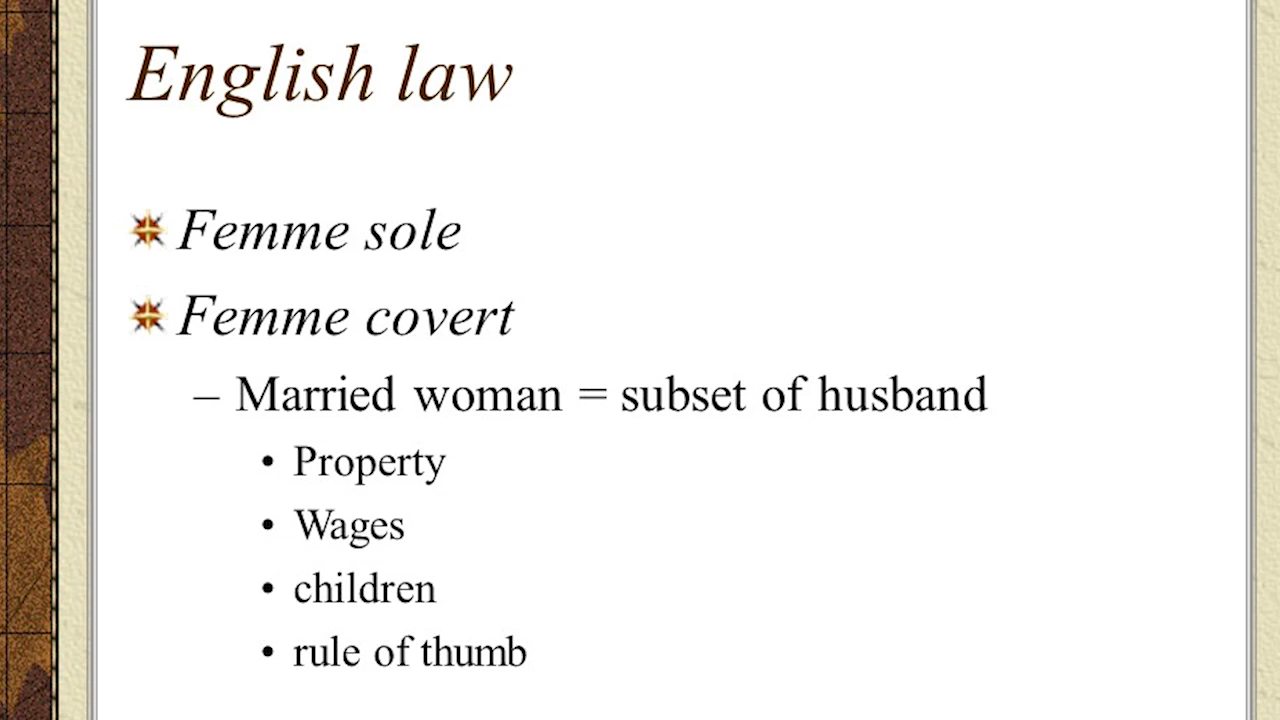 English law
Femme sole
Femme covert
– Married woman = subset of husband
• Property
• Wages
• children
• rule of thumb